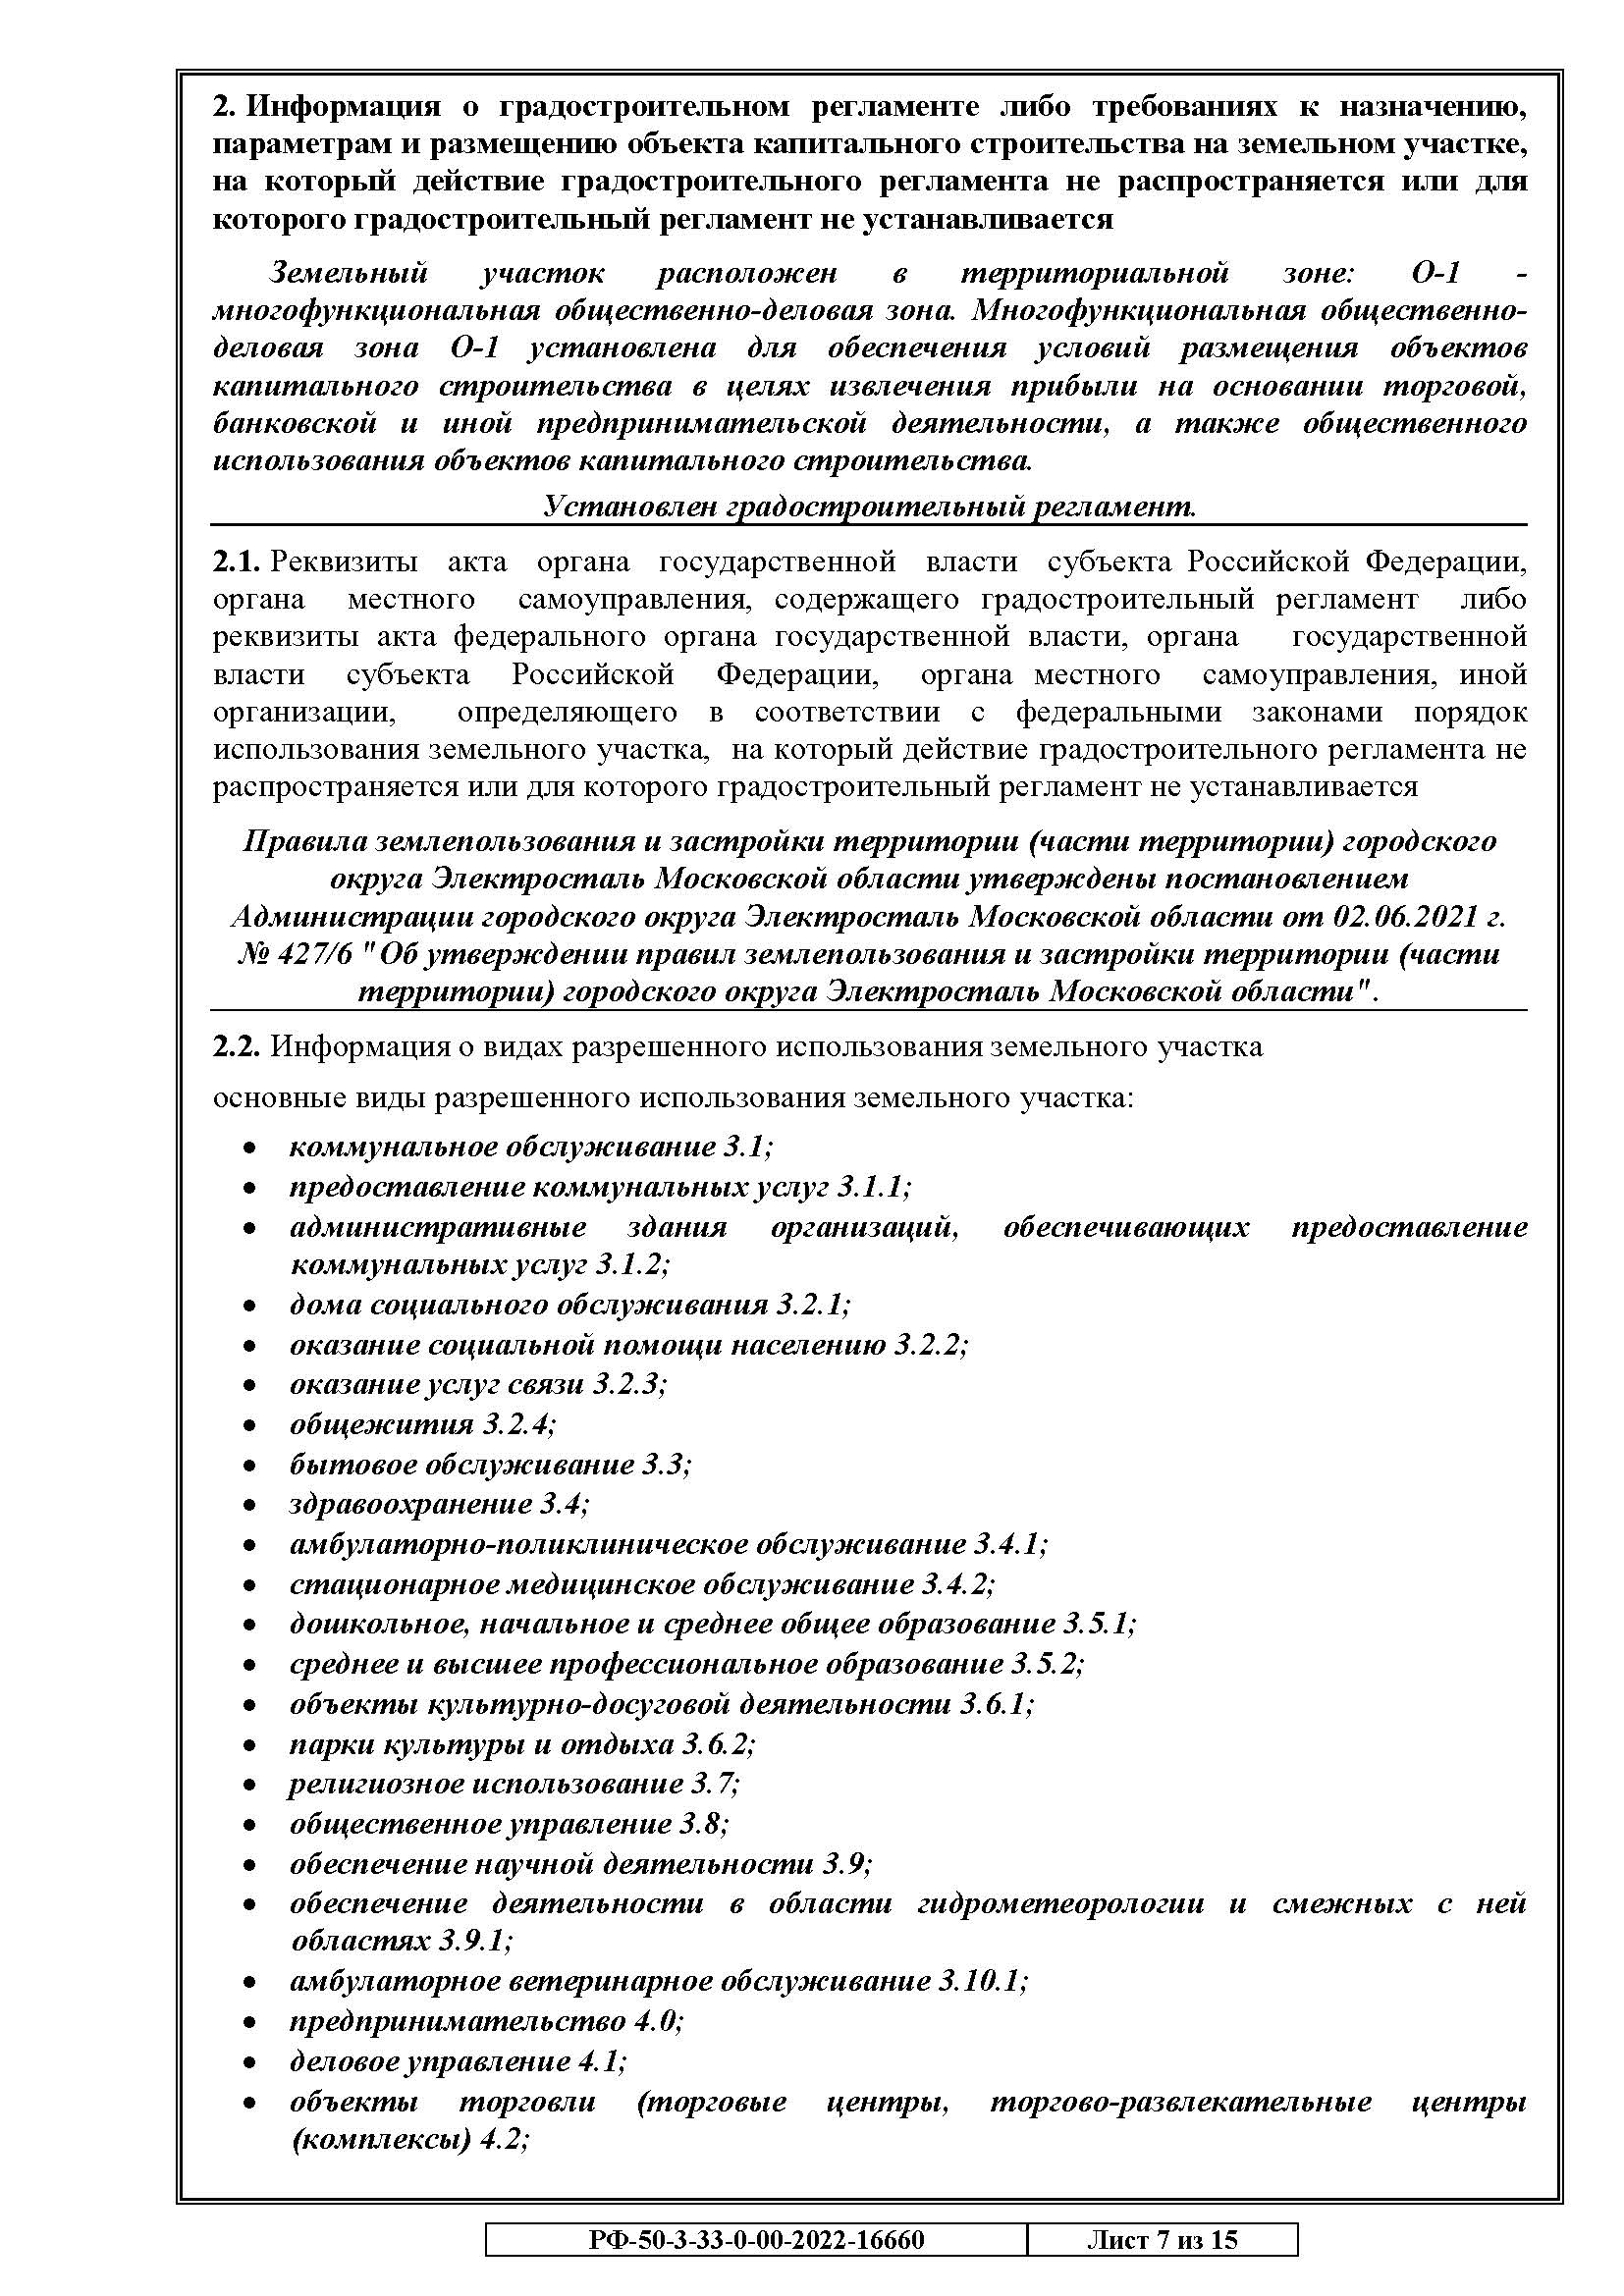 2. Информация о градостроительном регламенте либо требованиях к назначению,
параметрам и размещению объекта капитального строительства на земельном участке,
на который действие градостроительного регламента не распространяется или для
которого градостроительный регламент не устанавливается
Земельный участок расположен в территориальной зоне: О-1 -
многофункциональная общественно-деловая зона. Многофункциональная общественно-
деловая зона О-1 установлена для обеспечения условий размещения объектов
капитального строительства в целях извлечения прибыли на основании торговой,
банковской и иной предпринимательской деятельности, а также общественного
использования объектов капитального строительства.
Установлен градостроительный регламент.
2.1. Реквизиты акта органа государственной власти субъекта Российской Федерации,
органа местного самоуправления, содержащего градостроительный регламент либо
реквизиты акта федерального органа государственной власти, органа государственной
власти субъекта Российской Федерации, органа местного самоуправления, иной
организации, определяющего в соответствии с федеральными законами порядок
использования земельного участка, на который действие градостроительного регламента не
распространяется или для которого градостроительный регламент не устанавливается
Правила землепользования и застройки территории (части территории) городского
округа Электросталь Московской области утверждены постановлением
Администрации городского округа Электросталь Московской области от 02.06.2021 г.
№ 427/6 "Об утверждении правил землепользования и застройки территории (части
территории) городского округа Электросталь Московской области".
2.2. Информация о видах разрешенного использования земельного участка
основные виды разрешенного использования земельного участка:
• коммунальное обслуживание 3.1;
• предоставление коммунальных услуг 3.1.1;
• административные здания организаций, обеспечивающих предоставление
коммунальных услуг 3.1.2;
• дома социального обслуживания 3.2.1;
• оказание социальной помощи населению 3.2.2;
• оказание услуг связи 3.2.3;
• общежития 3.2.4;
• бытовое обслуживание 3.3;
• здравоохранение 3.4;
• амбулаторно-поликлиническое обслуживание 3.4.1;
• стационарное медицинское обслуживание 3.4.2;
• дошкольное, начальное и среднее общее образование 3.5.1;
• среднее и высшее профессиональное образование 3.5.2;
• объекты культурно-досуговой деятельности 3.6.1;
• парки культуры и отдыха 3.6.2;
• религиозное использование 3.7;
• общественное управление 3.8;
• обеспечение научной деятельности 3.9;
• обеспечение деятельности в области гидрометеорологии и смежных с ней
областях 3.9.1;
• амбулаторное ветеринарное обслуживание 3.10.1;
• предпринимательство 4.0;
• деловое управление 4.1;
• объекты торговли (торговые центры, торгово-развлекательные центры
(комплексы) 4.2;
РФ-50-3-33-0-00-2022-16660 Лист 7 из 15